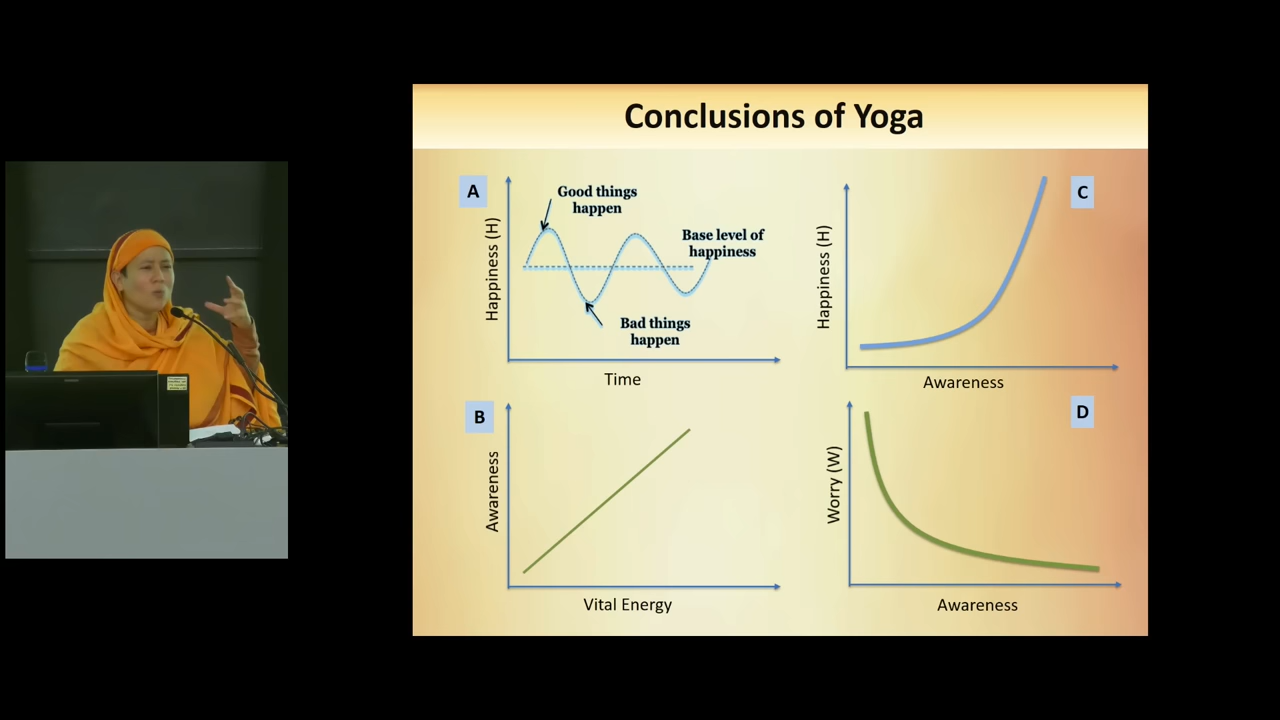 Conclusions of Yoga
A
Good things
happen
Happiness (H)
Base level of
happiness
Bad things
happen
Time
C
Happiness (H)
Awareness
B
Awareness
Vital Energy
D
Worry (W)
Awareness